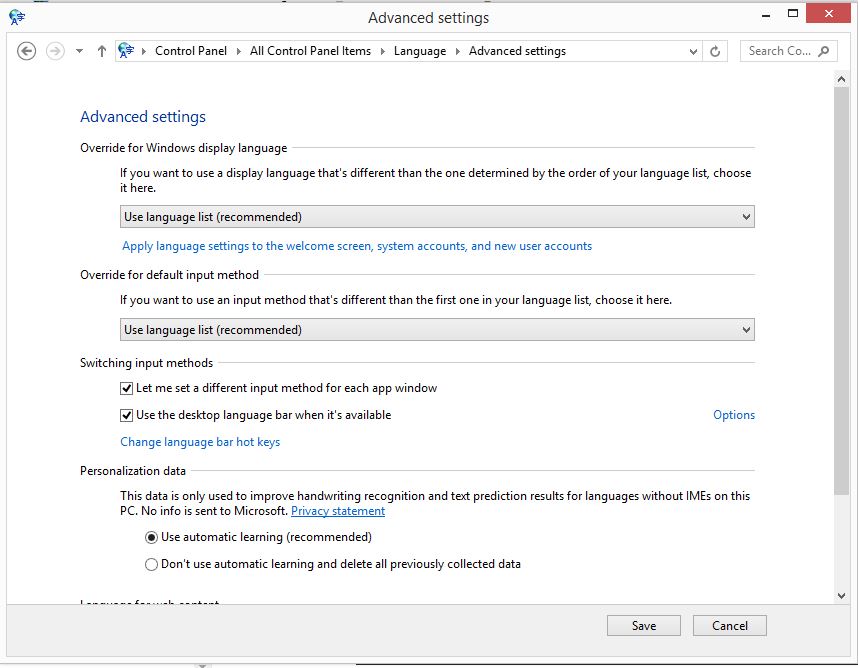 Advanced settings
Control Panel
All Control Panel Items
Language
Advanced settings
Search Co...
Advanced settings
Override for Windows display language
If you want to use a display language that's different than the one determined by the order of your language list, choose
it here.
Use language list (recommended)
Apply language settings to the welcome screen, system accounts, and new user accounts
Override for default input method
If you want to use an input method that's different than the first one in your language list, choose it here.
Use language list (recommended)
Switching input methods
Let me set a different input method for each app window
Use the desktop language bar when it's available
Options
Change language bar hot keys
Personalization data
This data is only used to improve handwriting recognition and text prediction results for languages without IMEs on this
PC. No info is sent to Microsoft. Privacy statement
Use automatic learning (recommended)
Don't use automatic learning and delete all previously collected data
Language for web content
Save
Cancel